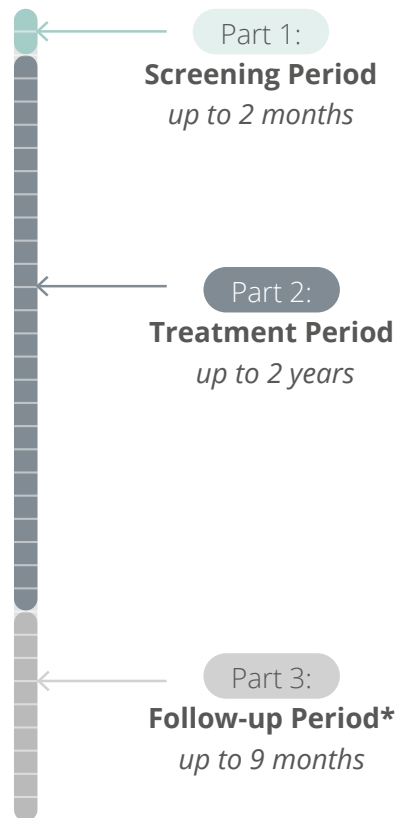 Part 1:
Screening Period
up to 2 months
Part 2:
Treatment Period
up to 2 years
Part 3:
Follow-up Period*
up to 9 months